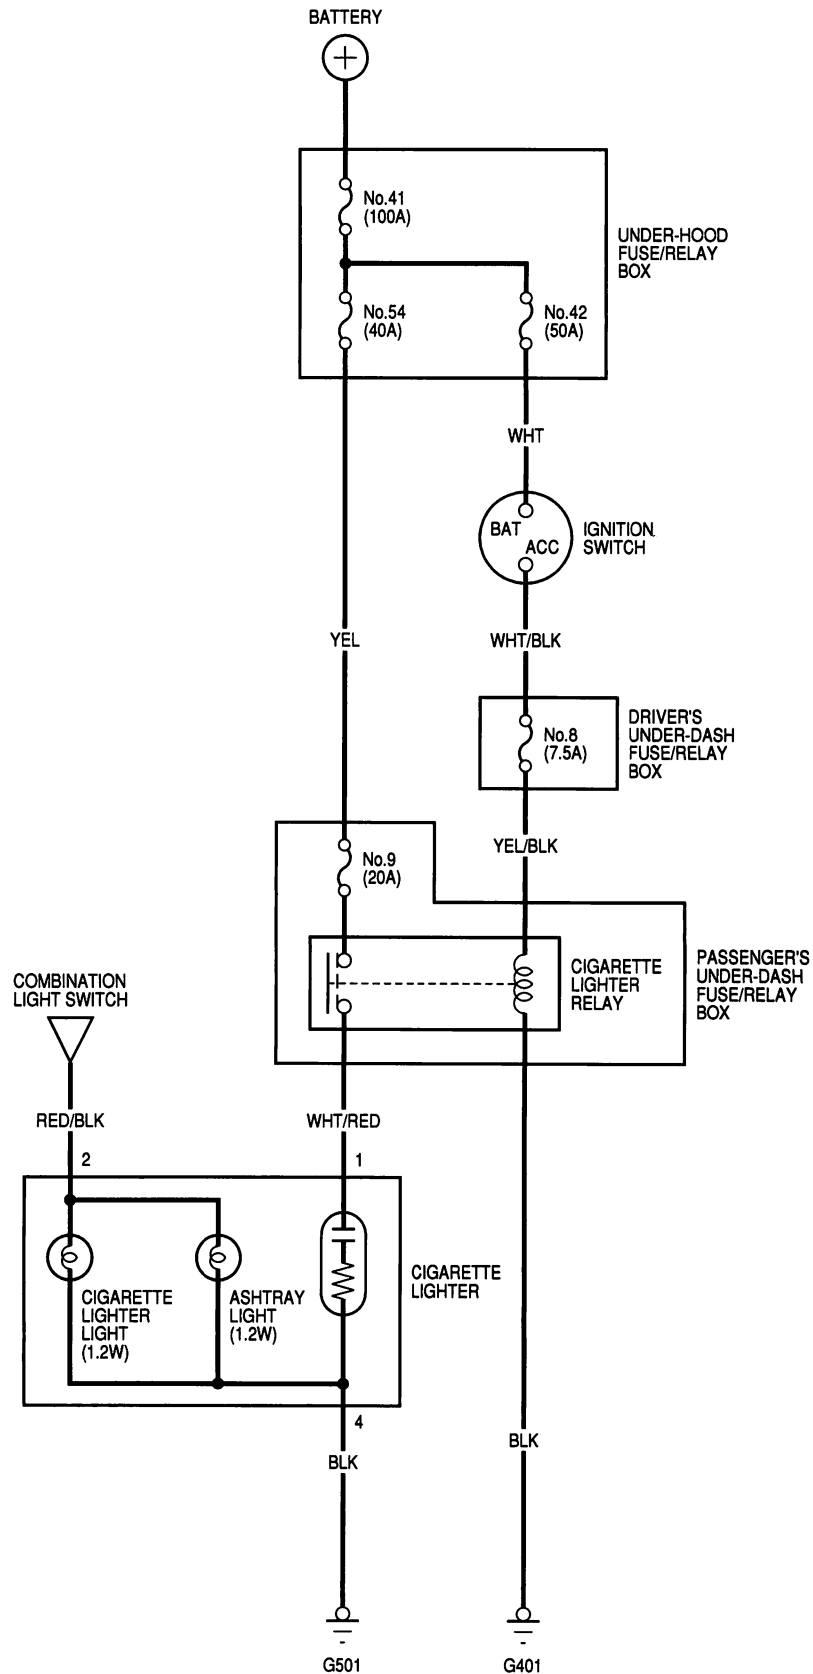 BATTERY
No.41
(100A)
UNDER-HOOD
FUSE/RELAY
BOX
No.54
(40A)
No.42
(50A)
WHT
BAT
ACC
IGNITION
SWITCH
YEL
WHT/BLK
No.8
(7.5A)
DRIVER'S
UNDER-DASH
FUSE/RELAY
BOX
YEL/BLK
No.9
(20A)
CIGARETTE
LIGHTER
RELAY
PASSENGER'S
UNDER-DASH
FUSE/RELAY
BOX
COMBINATION
LIGHT SWITCH
RED/BLK
WHT/RED
2
1
CIGARETTE
LIGHTER
LIGHT
(1.2W)
ASHTRAY
LIGHT
(1.2W)
CIGARETTE
LIGHTER
4
BLK
BLK
G501
G401